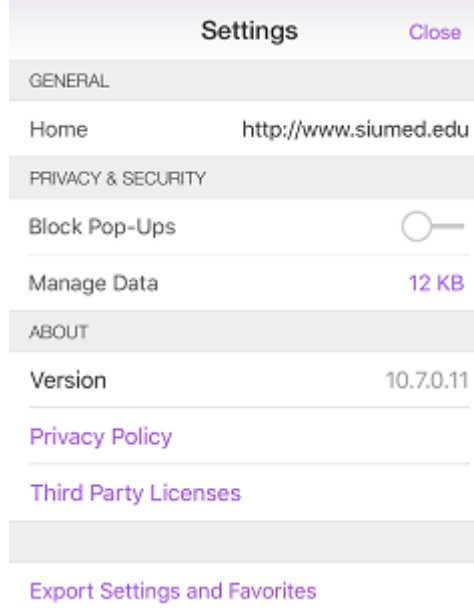 Settings Close
GENERAL
Home http://www.siumed.edu
PRIVACY & SECURITY
Block Pop-Ups
Manage Data 12 KB
ABOUT
Version 10.7.0.11
Privacy Policy
Third Party Licenses
Export Settings and Favorites